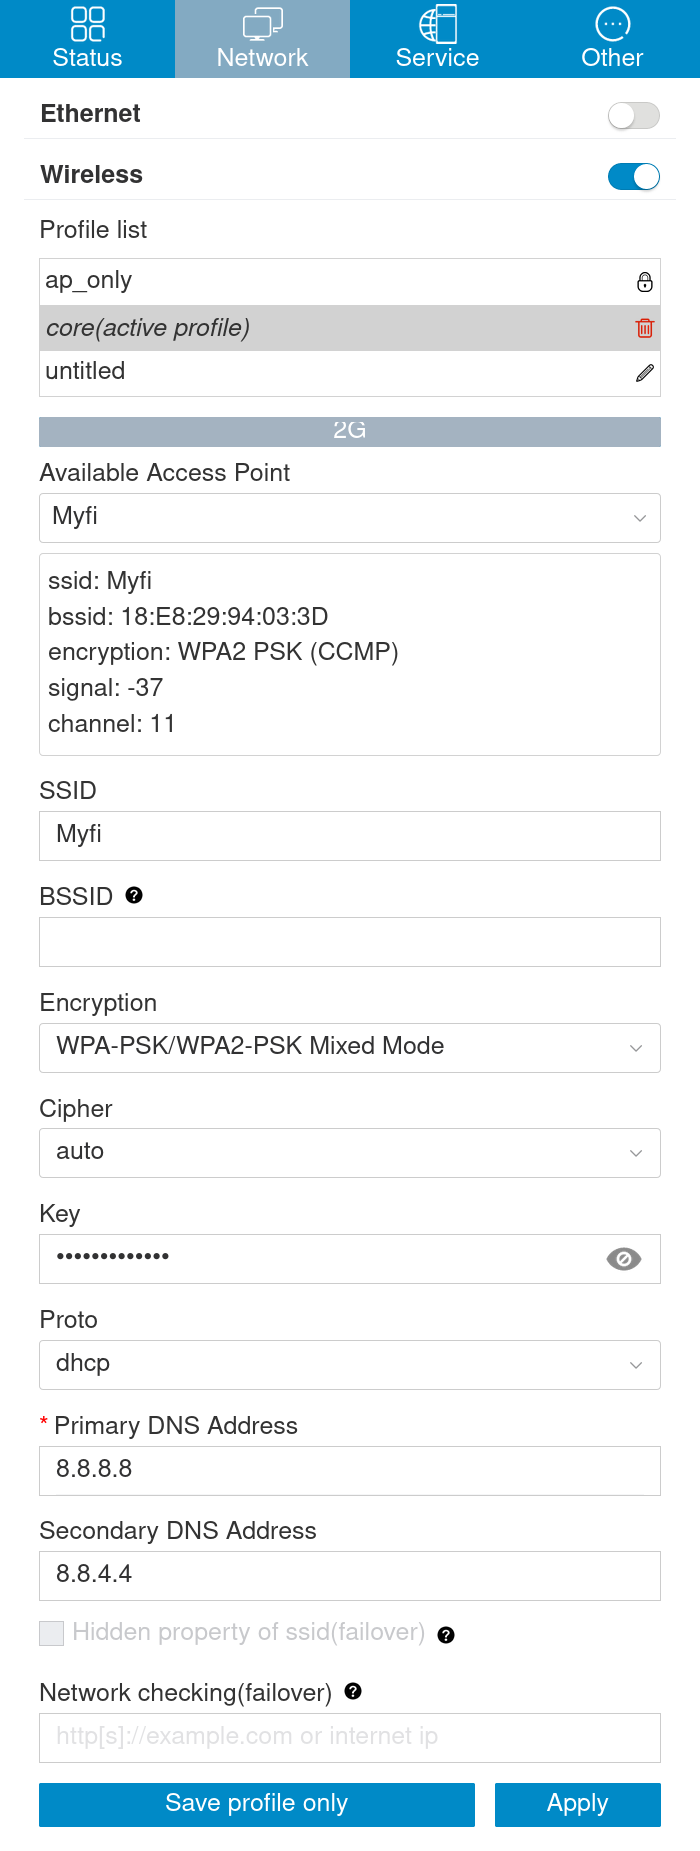 Status Network Service Other
Ethernet
Wireless
Profile list
ap_only
core(active profile)
untitled
2G
Available Access Point
Myfi
ssid: Myfi
bssid: 18:E8:29:94:03:3D
encryption: WPA2 PSK (CCMP)
signal: -37
channel: 11
SSID
Myfi
BSSID ?
Encryption
WPA-PSK/WPA2-PSK Mixed Mode
Cipher
auto
Key
•••••••••••••
Proto
dhcp
* Primary DNS Address
8.8.8.8
Secondary DNS Address
8.8.4.4
Hidden property of ssid(failover) ?
Network checking(failover) ?
http[s]://example.com or internet ip
Save profile only Apply